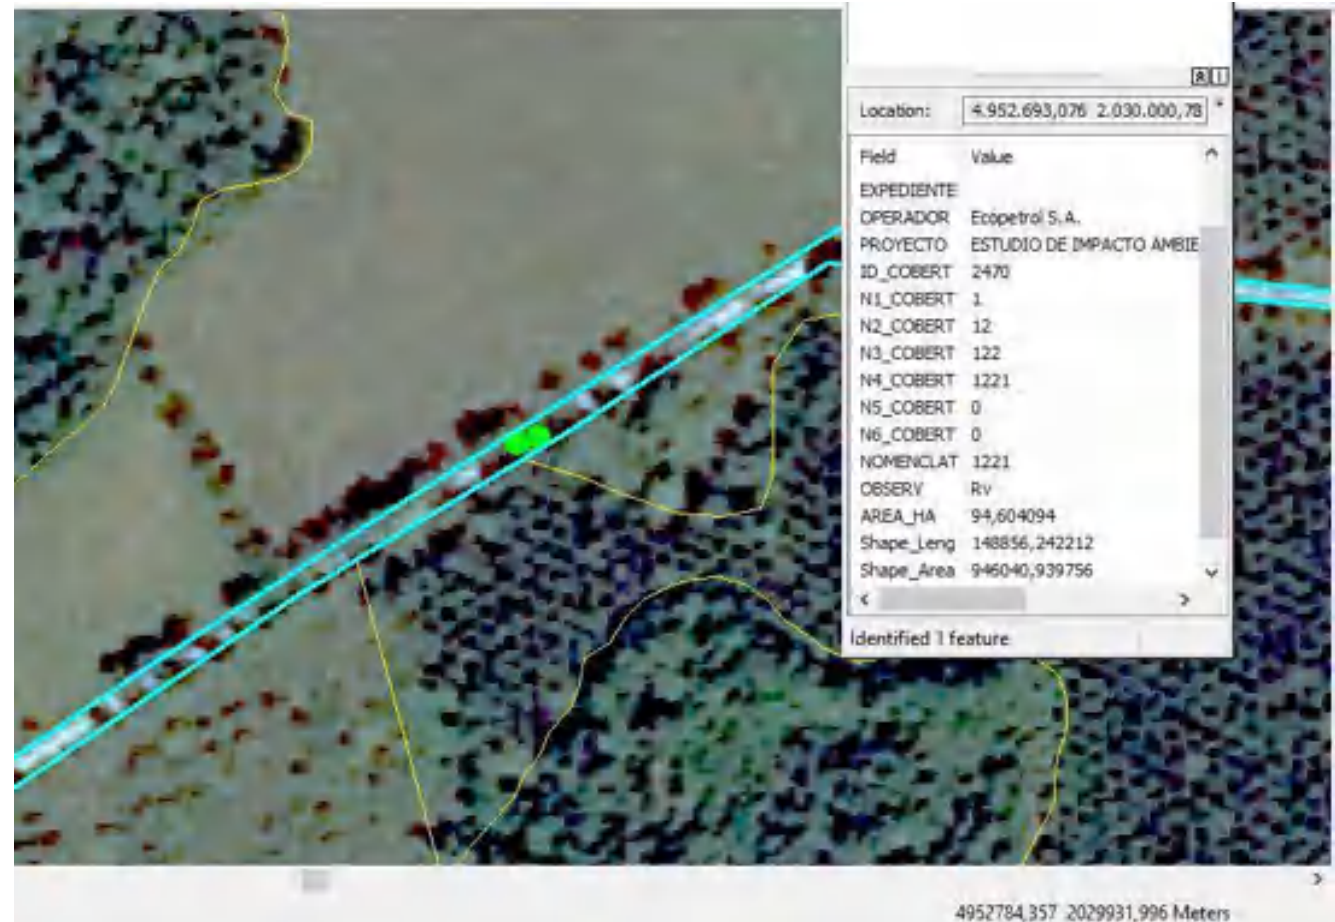 Location: 4.952.693,076 2.030.000,78
Field Value
EXPEDIENTE
OPERADOR Ecopetrol S.A.
PROYECTO ESTUDIO DE IMPACTO AMBIE
ID_COBERT 2470
N1_COBERT 1
N2_COBERT 12
N3_COBERT 122
N4_COBERT 1221
N5_COBERT 0
N6_COBERT 0
NOMENCLAT 1221
OBSERV Rv
AREA_HA 94,604094
Shape_Leng 148856,242212
Shape_Area 946040,939756
Identified 1 feature
4952784,357 2029931,996 Meters